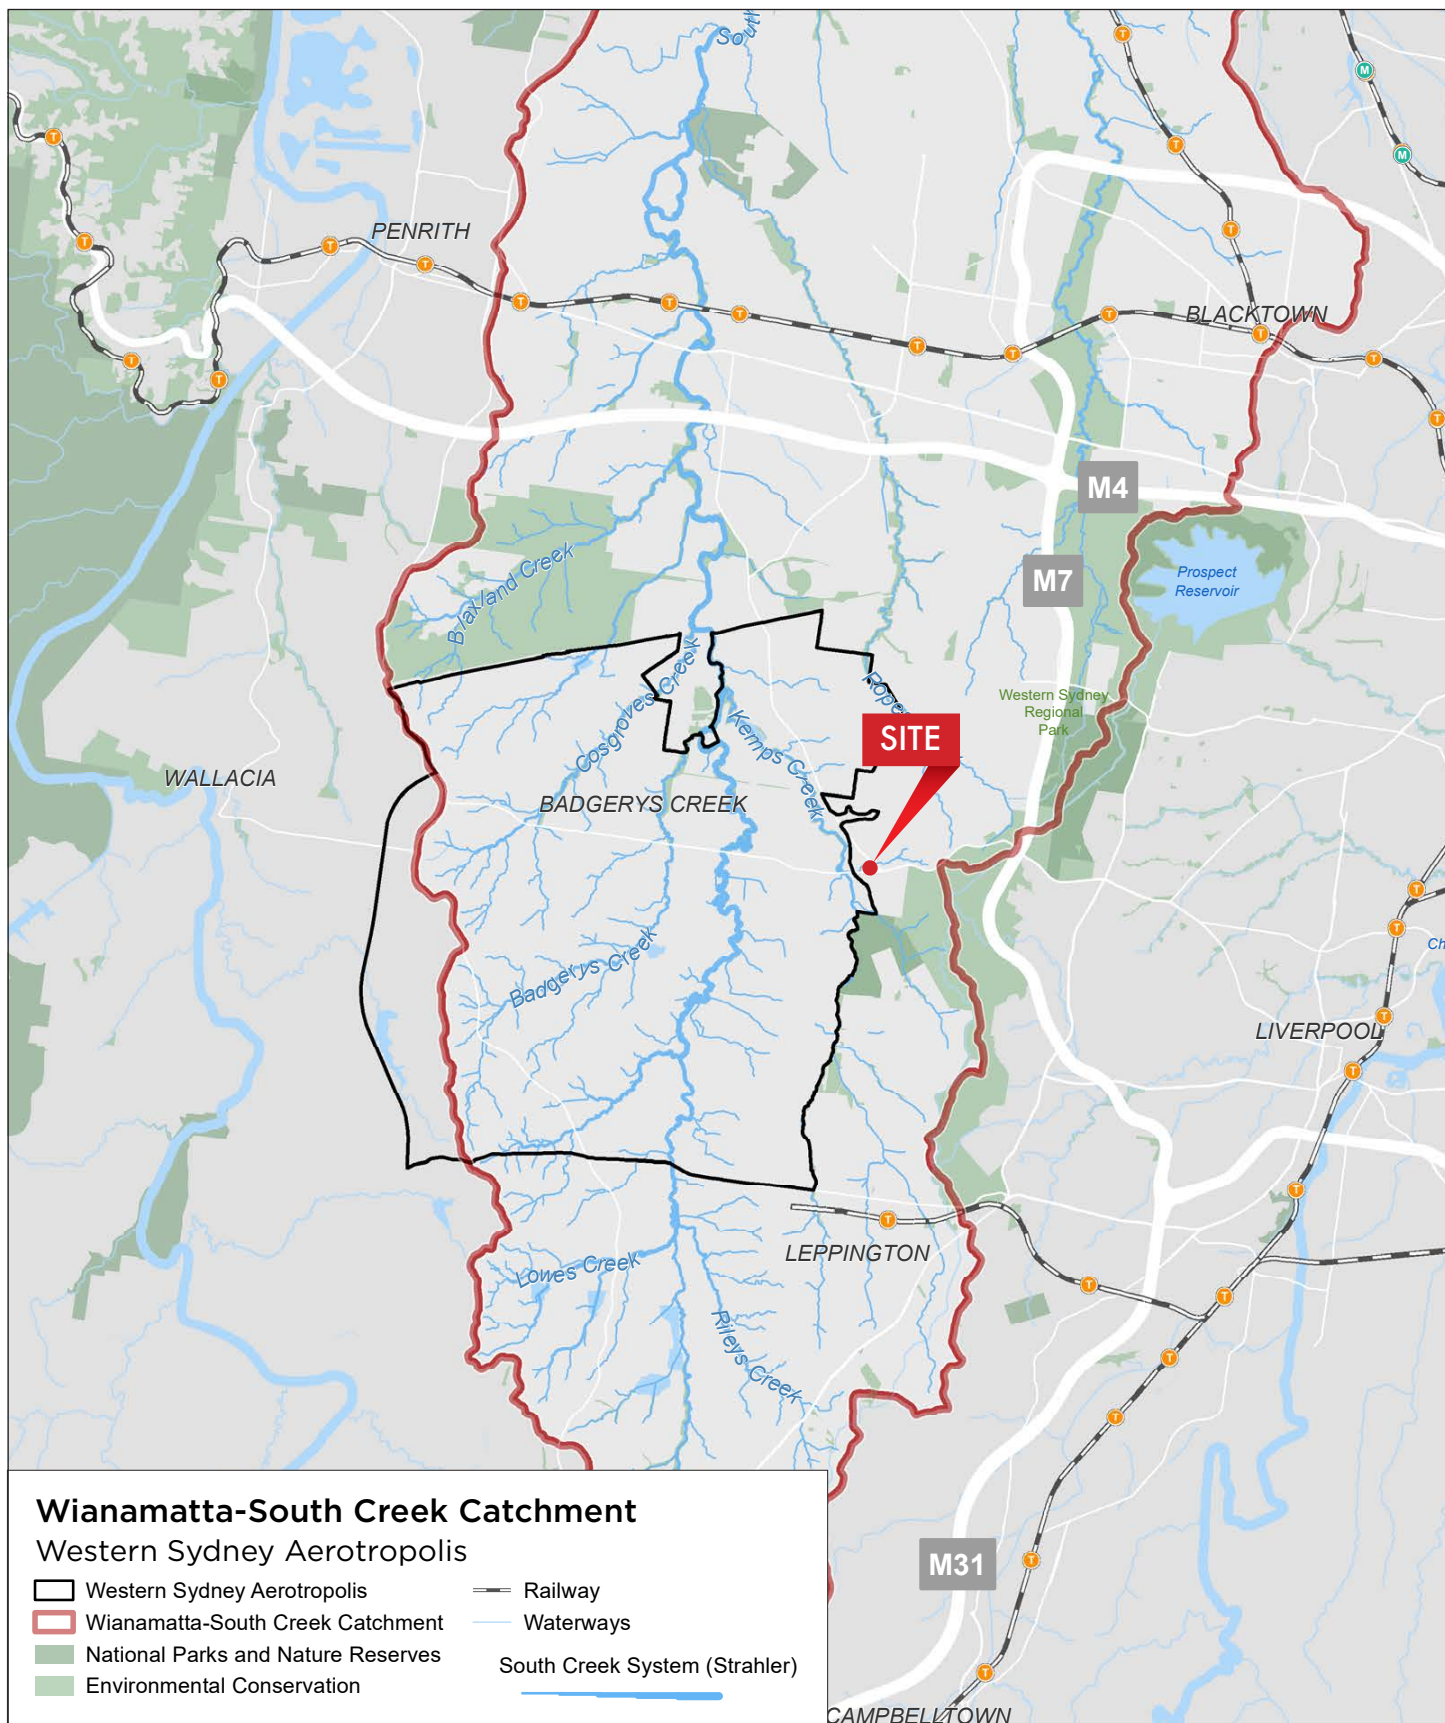 South
PENRITH
BLACKTOWN
M4
M7
Prospect
Reservoir
Blaxland Creek
Cosgroves Creek
Kemps Creek
Western Sydney
Regional
Park
SITE
WALLACIA
BADGERYS CREEK
Badgerys Creek
Ch
LIVERPOOL
LEPPINGTON
Lowes Creek
Rileys Creek
M31
CAMPBELLTOWN
Wianamatta-South Creek Catchment
Western Sydney Aerotropolis
Western Sydney Aerotropolis
Railway
Wianamatta-South Creek Catchment
Waterways
National Parks and Nature Reserves
South Creek System (Strahler)
Environmental Conservation